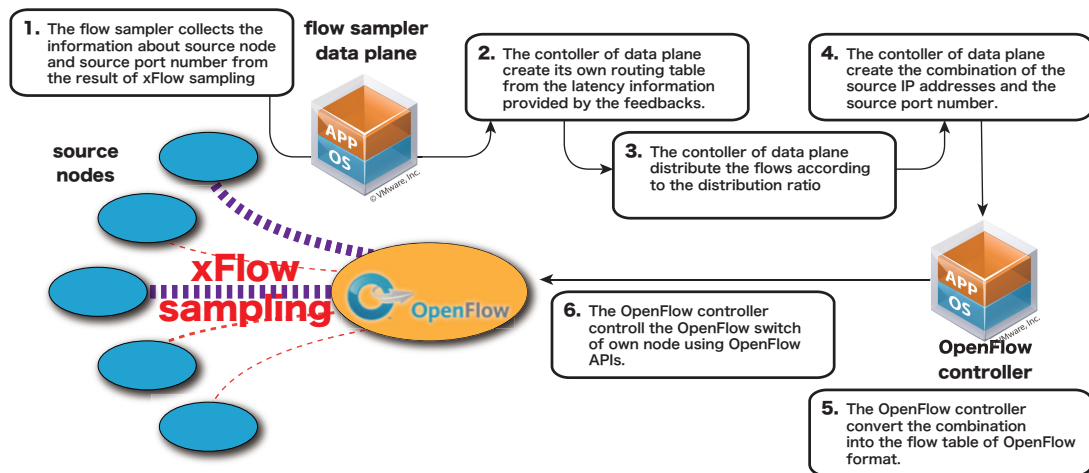 1. The flow sampler collects the
information about source node
and source port number from
the result of xFlow sampling
flow sampler
data plane
APP
OS
© VMware, Inc.
2. The contoller of data plane
create its own routing table
from the latency information
provided by the feedbacks.
3. The contoller of data plane
distribute the flows according
to the distribution ratio
4. The contoller of data plane
create the combination of the
source IP addresses and the
source port number.
source
nodes
xFlow
sampling
OpenFlow
APP
OS
VMware, Inc.
OpenFlow
controller
5. The OpenFlow controller
convert the combination
into the flow table of OpenFlow
format.
6. The OpenFlow controller
controll the OpenFlow switch
of own node using OpenFlow
APIs.